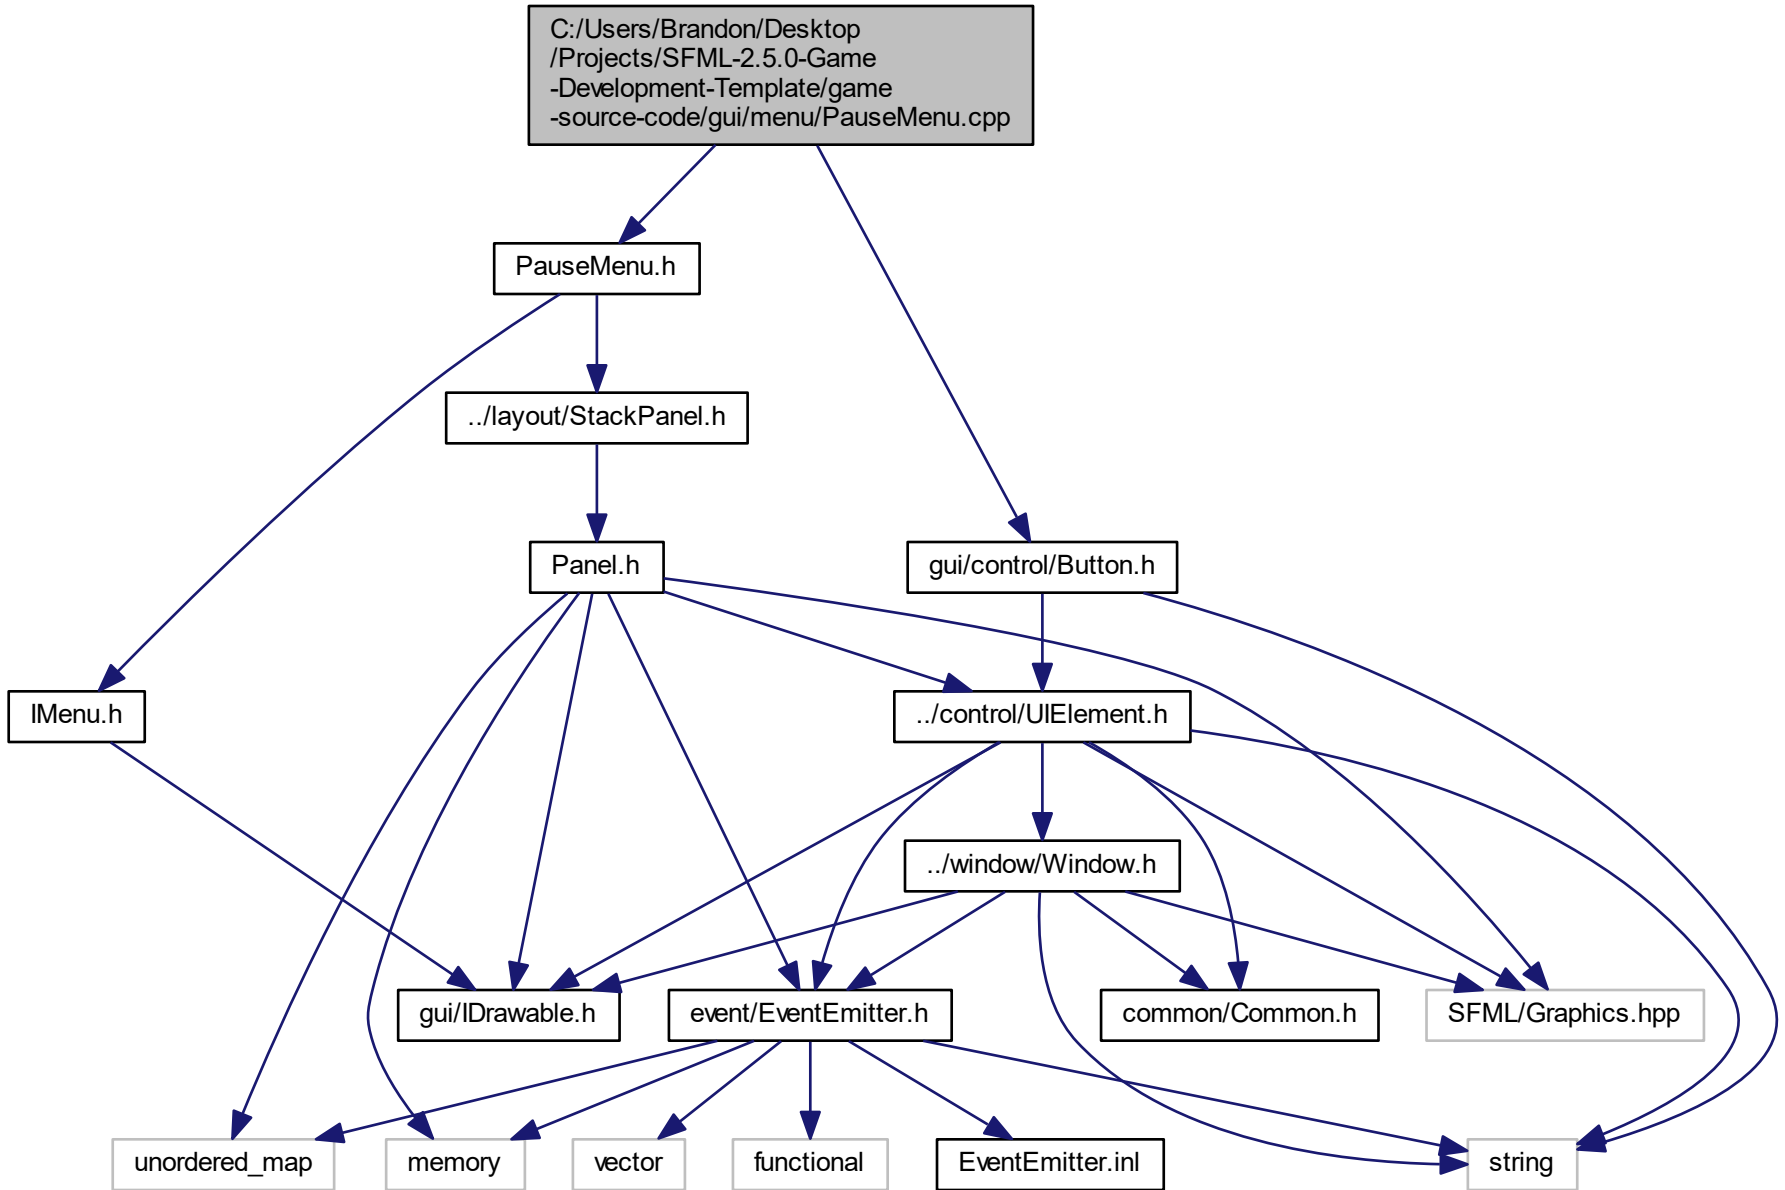 C:/Users/Brandon/Desktop
/Projects/SFML-2.5.0-Game
-Development-Template/game
-source-code/gui/menu/PauseMenu.cpp
PauseMenu.h
../layout/StackPanel.h
Panel.h
gui/control/Button.h
IMenu.h
../control/UIElement.h
../window/Window.h
gui/IDrawable.h
event/EventEmitter.h
common/Common.h
SFML/Graphics.hpp
unordered_map
memory
vector
functional
EventEmitter.inl
string